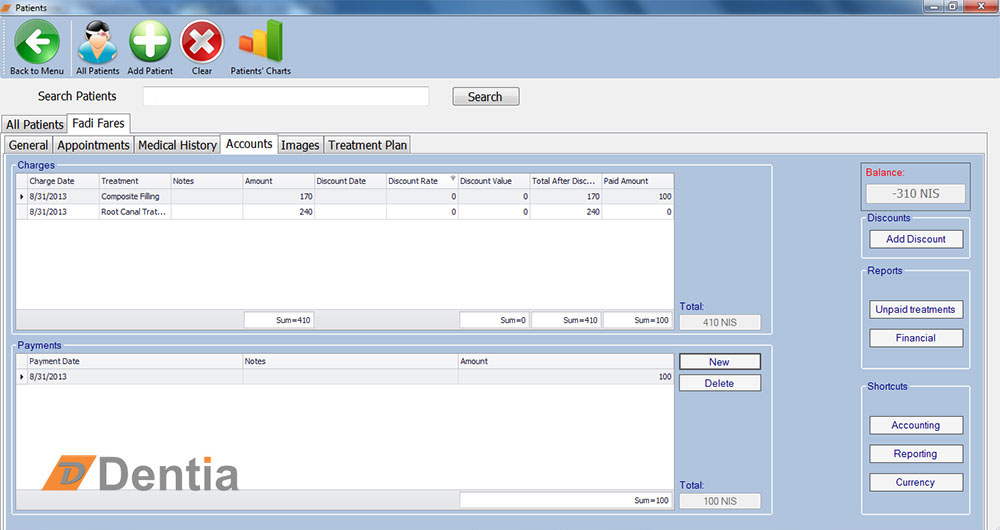 Patients
Back to Menu All Patients Add Patient Clear Patients' Charts
Search Patients Search
All Patients Fadi Fares
General Appointments Medical History Accounts Images Treatment Plan
Charges
Charge Date Treatment Notes Amount Discount Date Discount Rate Discount Value Total After Disc... Paid Amount
8/31/2013 Composite Filling 170 0 0 170 100
8/31/2013 Root Canal Trat... 240 0 0 240 0
Sum=410 Sum=0 Sum=410 Sum=100
Total:
410 NIS
Payments
Payment Date Notes Amount
8/31/2013 100
Sum=100
New
Delete
Total:
100 NIS
Balance:
-310 NIS
Discounts
Add Discount
Reports
Unpaid treatments
Financial
Shortcuts
Accounting
Reporting
Currency
D Dentia